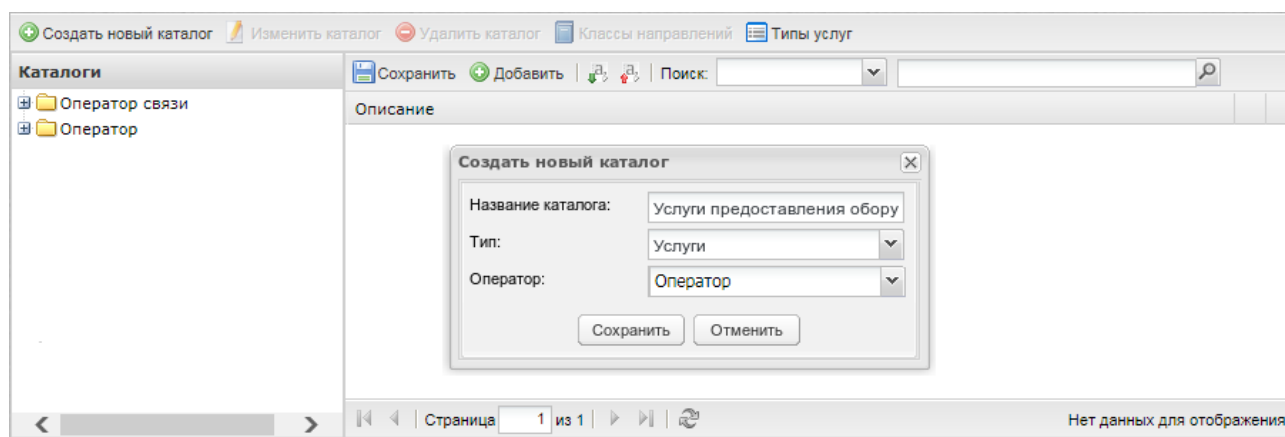 Создать новый каталог Изменить каталог Удалить каталог Классы направлений Типы услуг
Каталоги
Сохранить Добавить Поиск:
Оператор связи
Оператор
Описание
Создать новый каталог
Название каталога: Услуги предоставления обору
Тип: Услуги
Оператор: Оператор
Сохранить Отменить
Страница 1 из 1 Нет данных для отображения